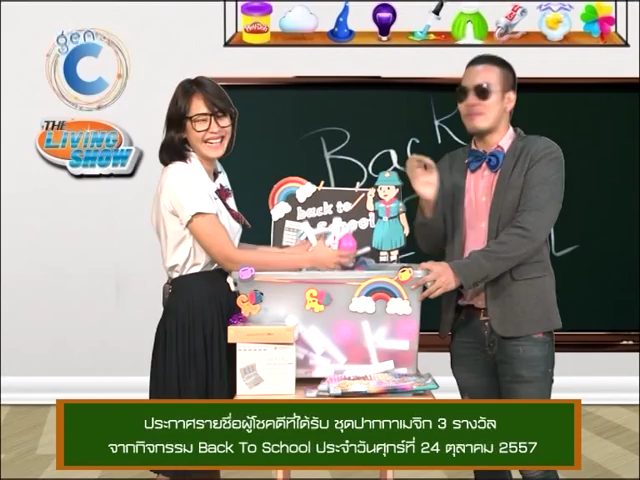 gen
C
THE
LIVING
SHOW
Play-Doh
Back
back to
school
ประกาศรายชื่อผู้โชคดีที่ได้รับ ชุดปากกาเมจิก 3 รางวัล
จากกิจกรรม Back To School ประจำวันศุกร์ที่ 24 ตุลาคม 2557